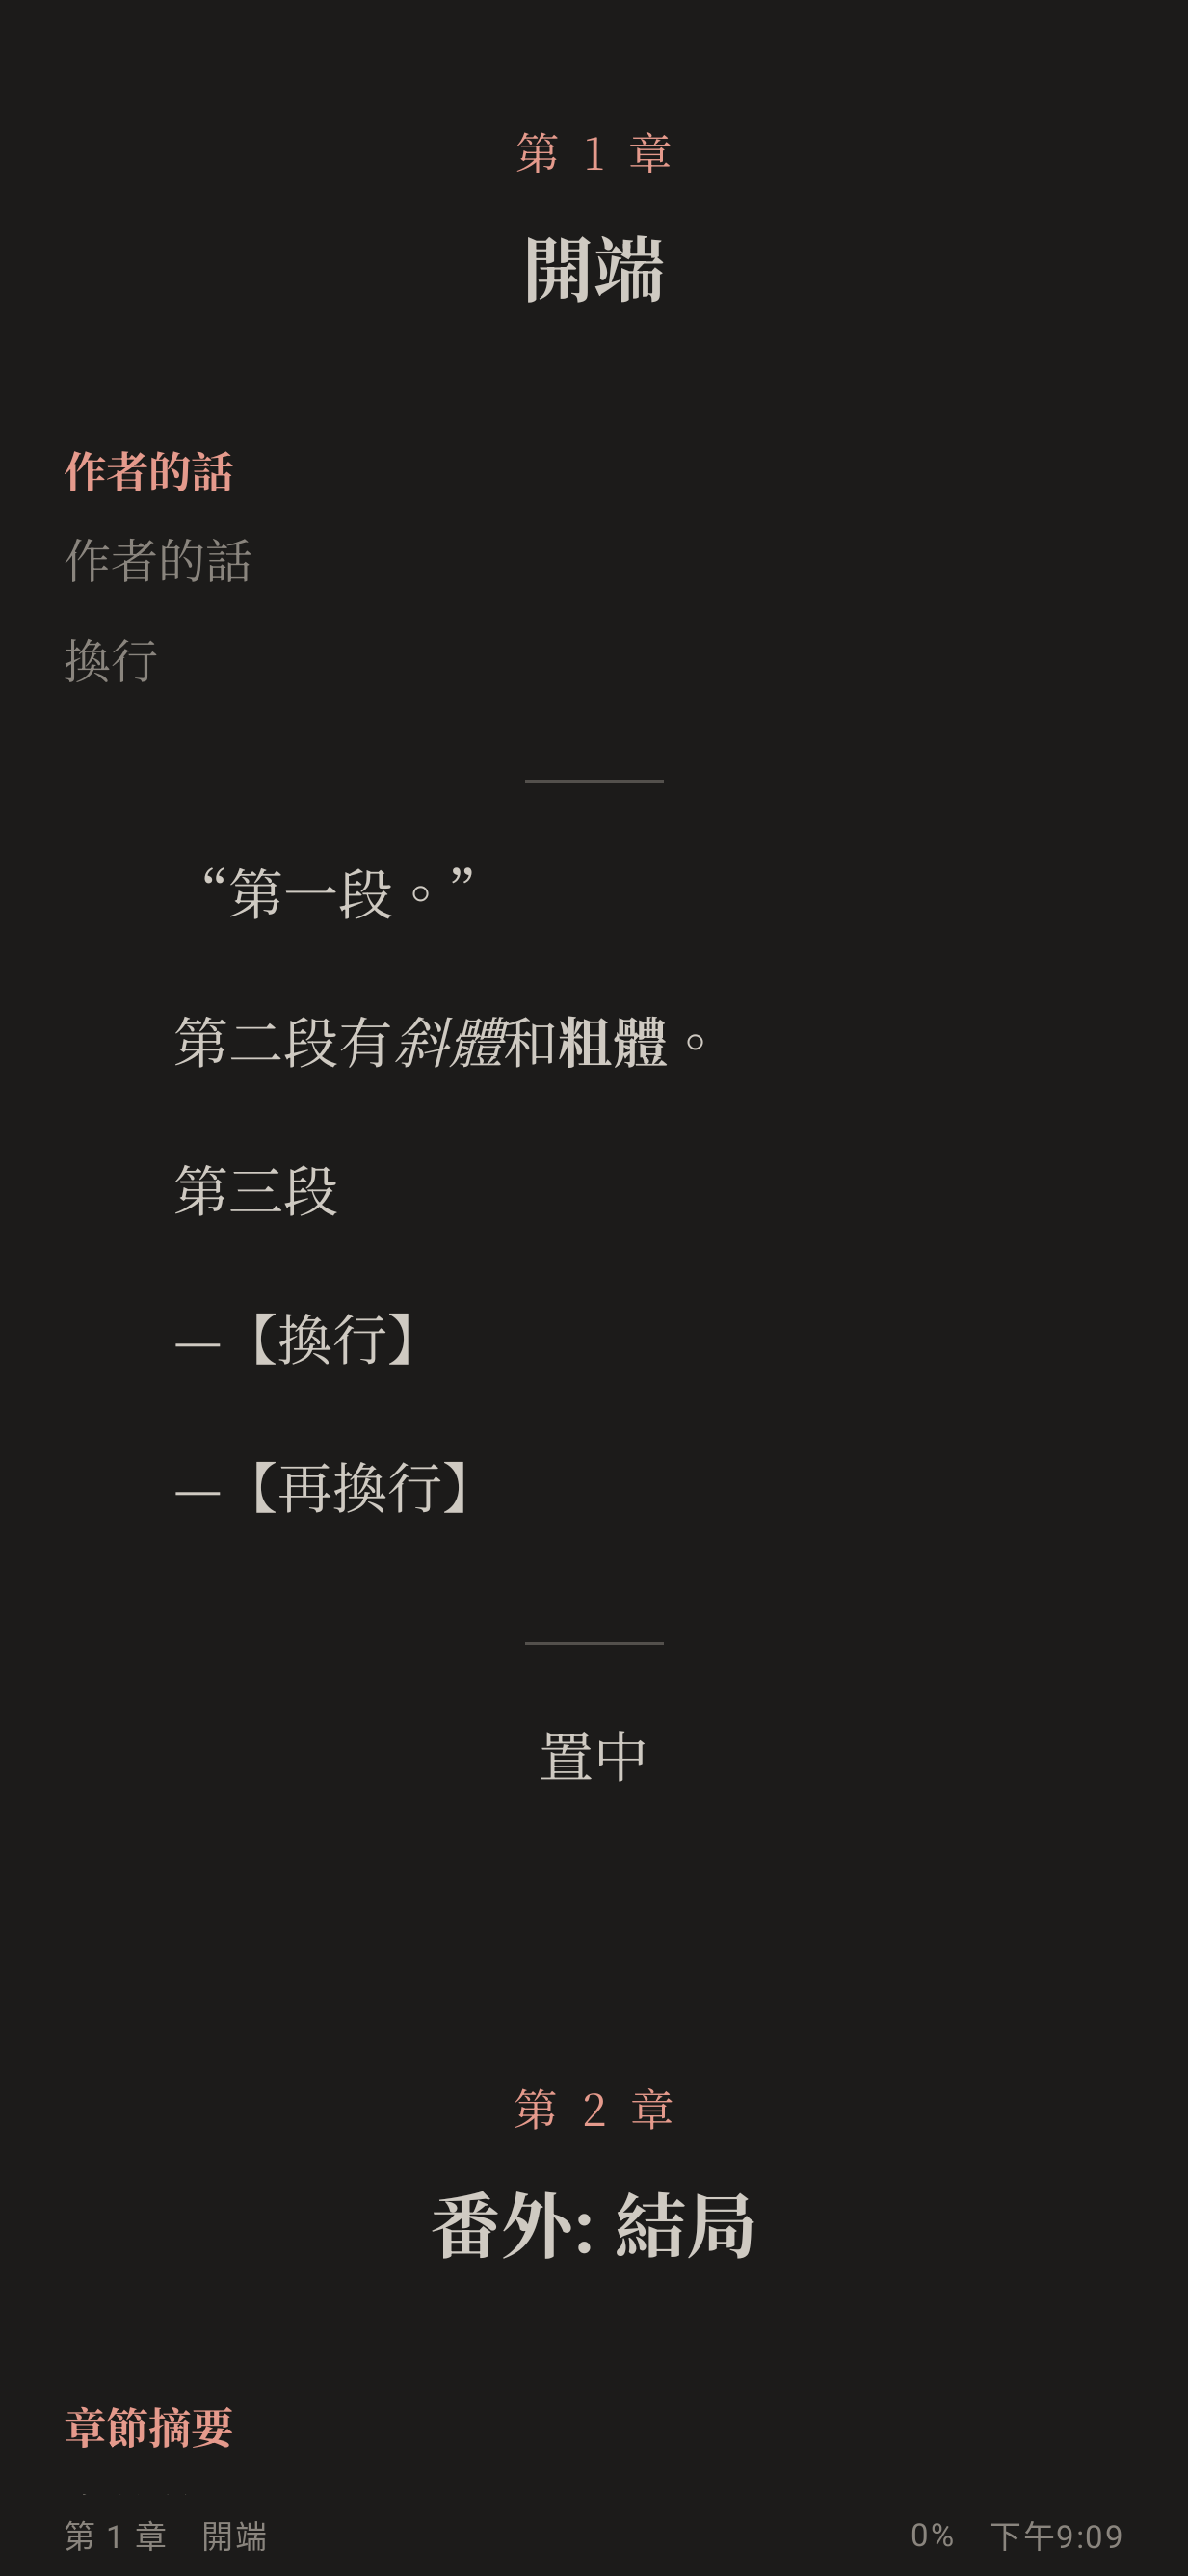 第 1 章
開端
作者的話
作者的話
換行
“第一段。”
第二段有斜體和粗體。
第三段
—【換行】
—【再換行】
置中
第 2 章
番外: 結局
章節摘要
第 1 章　開端　0%　下午9:09